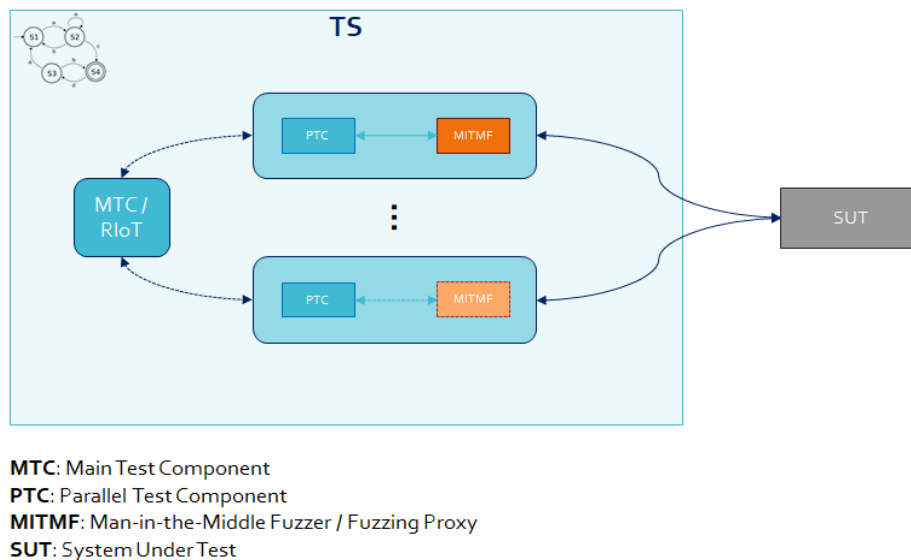 TS
S1
a
S2
a
b
c
a
S3
b
S4
d
PTC
MITMF
MTC /
RIoT
SUT
PTC
MITMF
MTC: Main Test Component
PTC: Parallel Test Component
MITMF: Man-in-the-Middle Fuzzer / Fuzzing Proxy
SUT: System Under Test